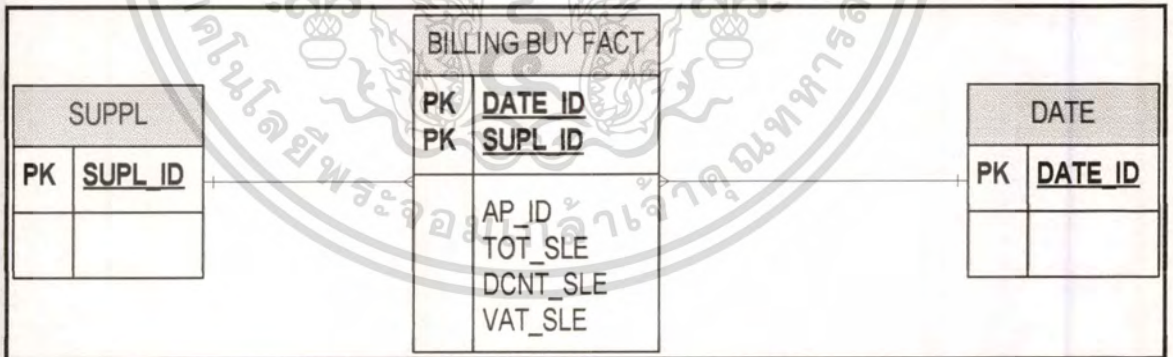 BILLING BUY FACT
PK DATE_ID
PK SUPL_ID
AP_ID
TOT_SLE
DCNT_SLE
VAT_SLE
SUPPL
PK SUPL_ID
DATE
PK DATE_ID